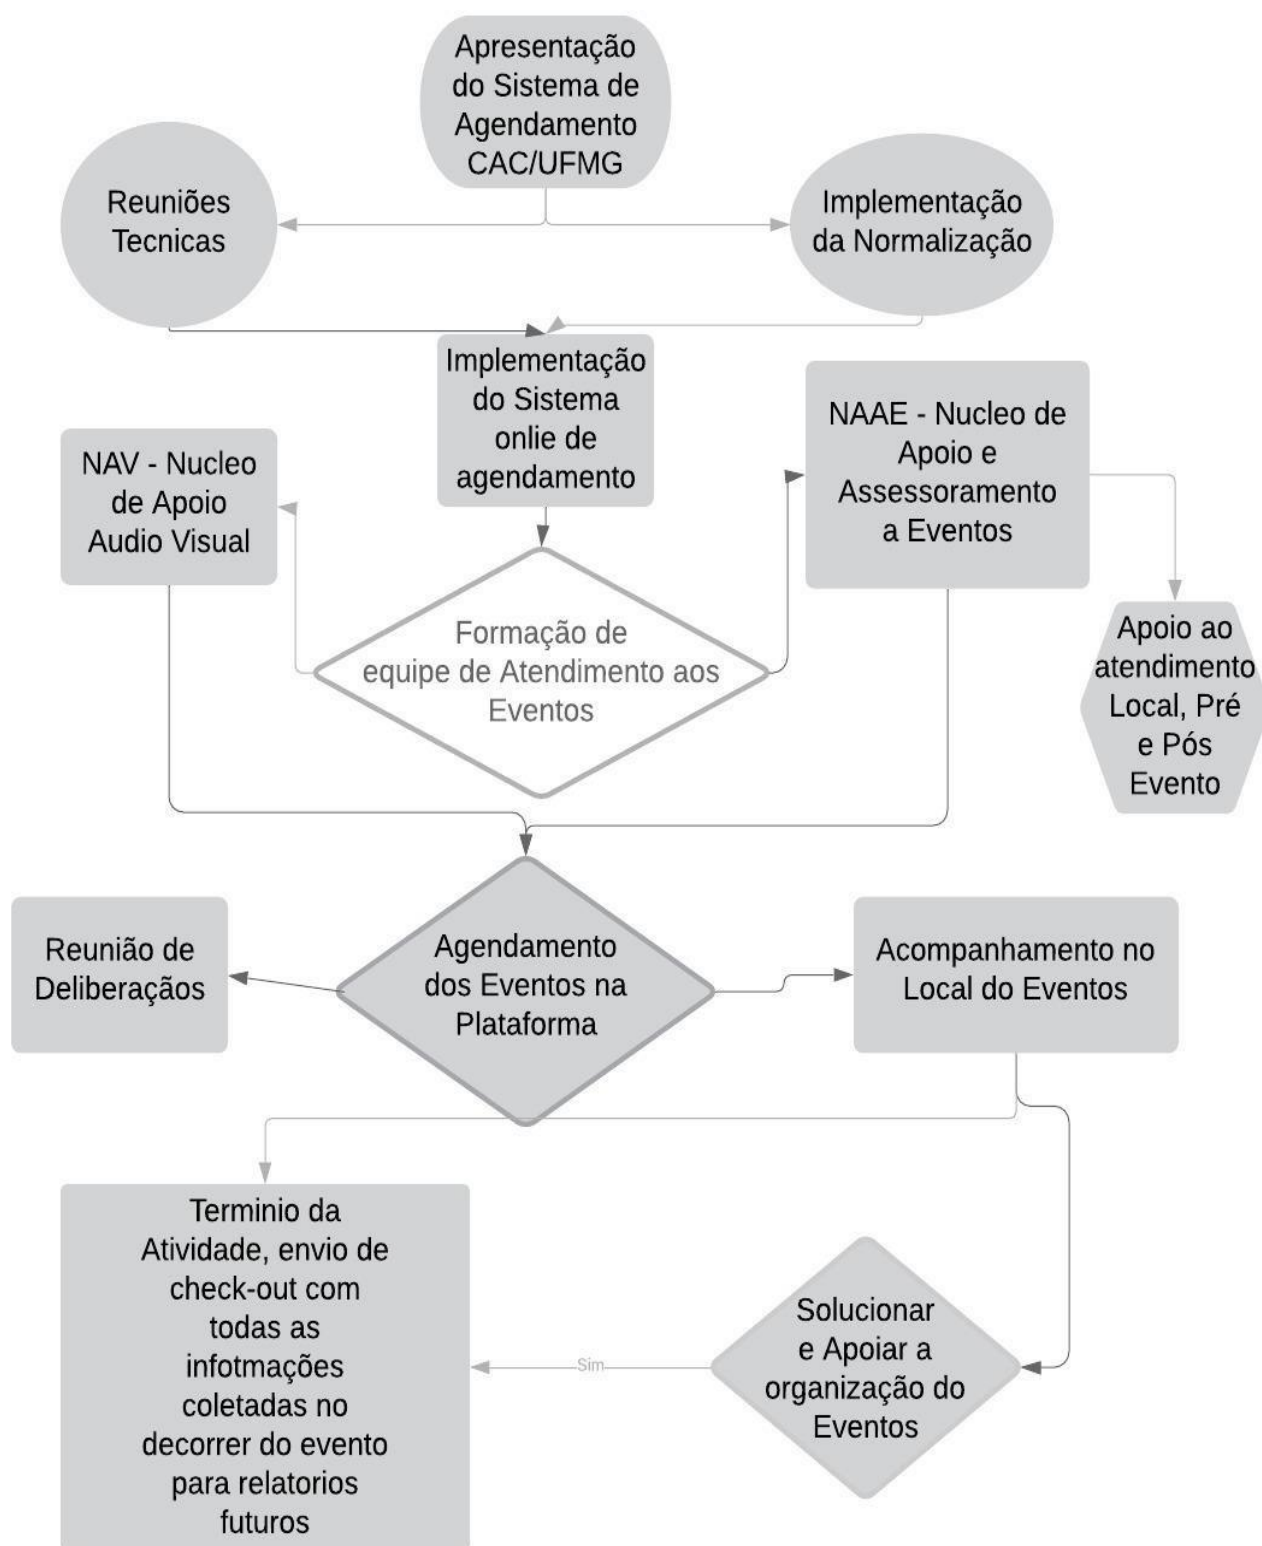 Apresentação
do Sistema de
Agendamento
CAC/UFMG
Reuniões
Tecnicas
Implementação
da Normalização
Implementação
do Sistema
onlie de
agendamento
NAV - Nucleo
de Apoio
Audio Visual
NAAE - Nucleo de
Apoio e
Assessoramento
a Eventos
Formação de
equipe de Atendimento aos
Eventos
Apoio ao
atendimento
Local, Pré
e Pós
Evento
Reunião de
Deliberaçãos
Agendamento
dos Eventos na
Plataforma
Acompanhamento no
Local do Eventos
Terminio da
Atividade, envio de
check-out com
todas as
infotmações
coletadas no
decorrer do evento
para relatorios
futuros
Sim
Solucionar
e Apoiar a
organização do
Eventos